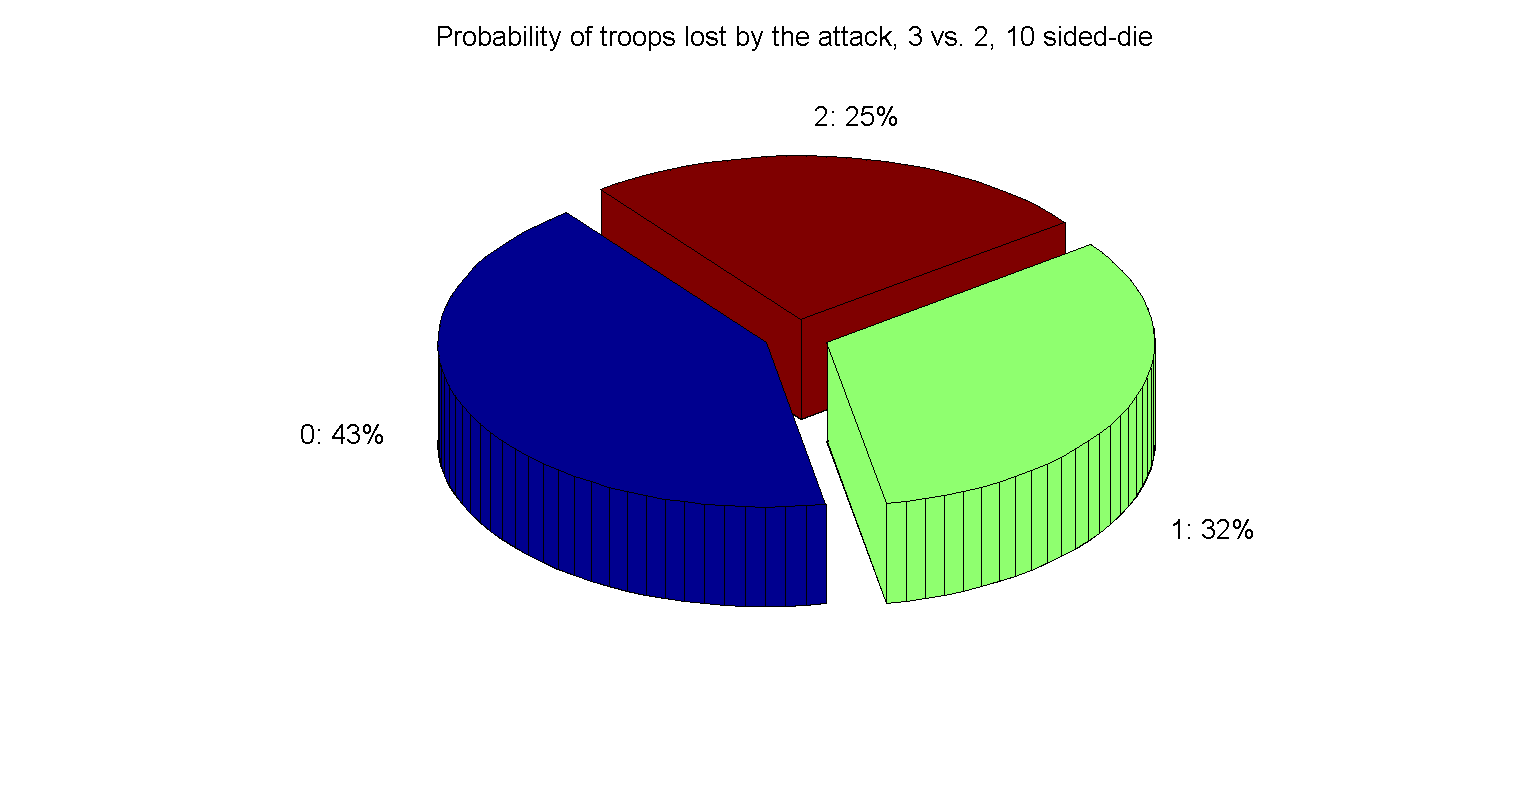 Probability of troops lost by the attack, 3 vs. 2, 10 sided-die
2: 25%
0: 43%
1: 32%